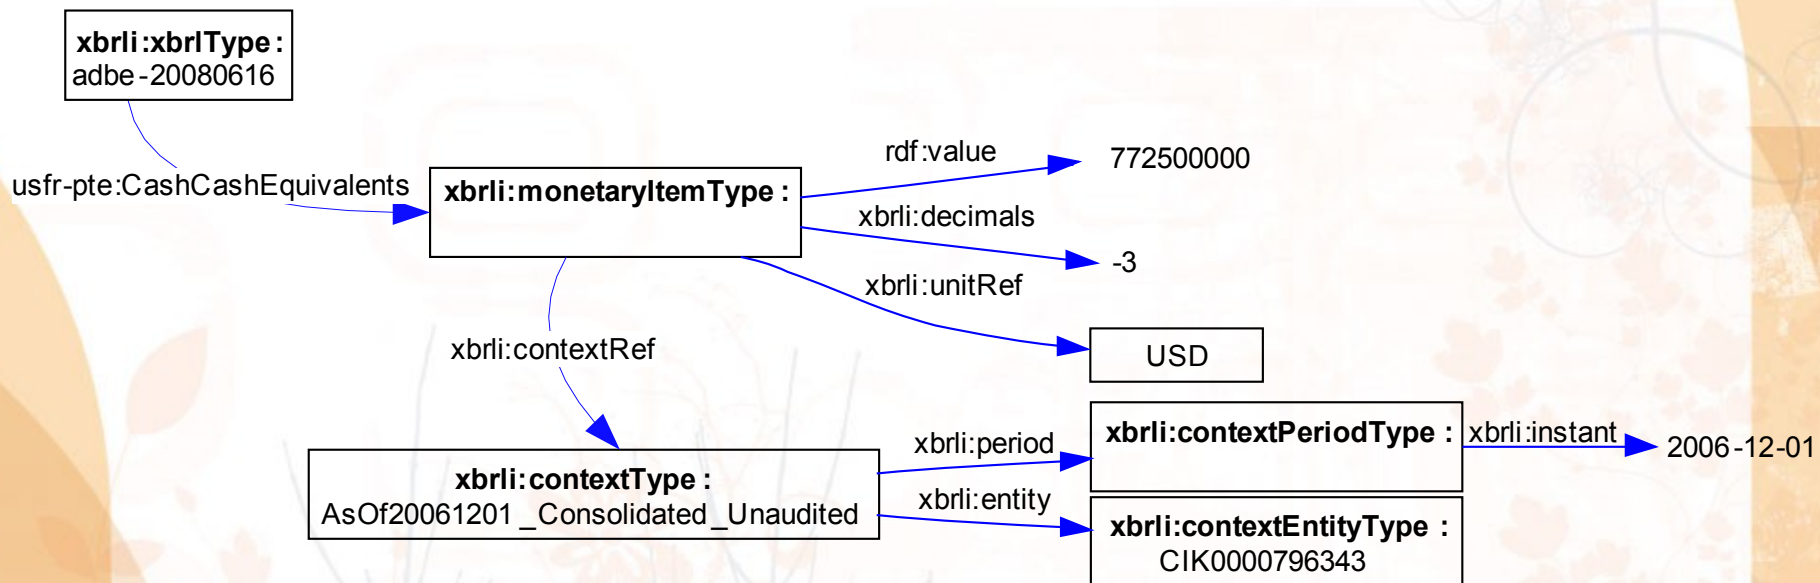 xbrli:xbrlType:
adbe-20080616
usfr-pte:CashCashEquivalents
xbrli:monetaryItemType:
rdf:value
772500000
xbrli:decimals
-3
xbrli:unitRef
USD
xbrli:contextRef
xbrli:contextType:
AsOf20061201_Consolidated_Unaudited
xbrli:period
xbrli:contextPeriodType:
xbrli:instant
2006-12-01
xbrli:entity
xbrli:contextEntityType:
CIK0000796343